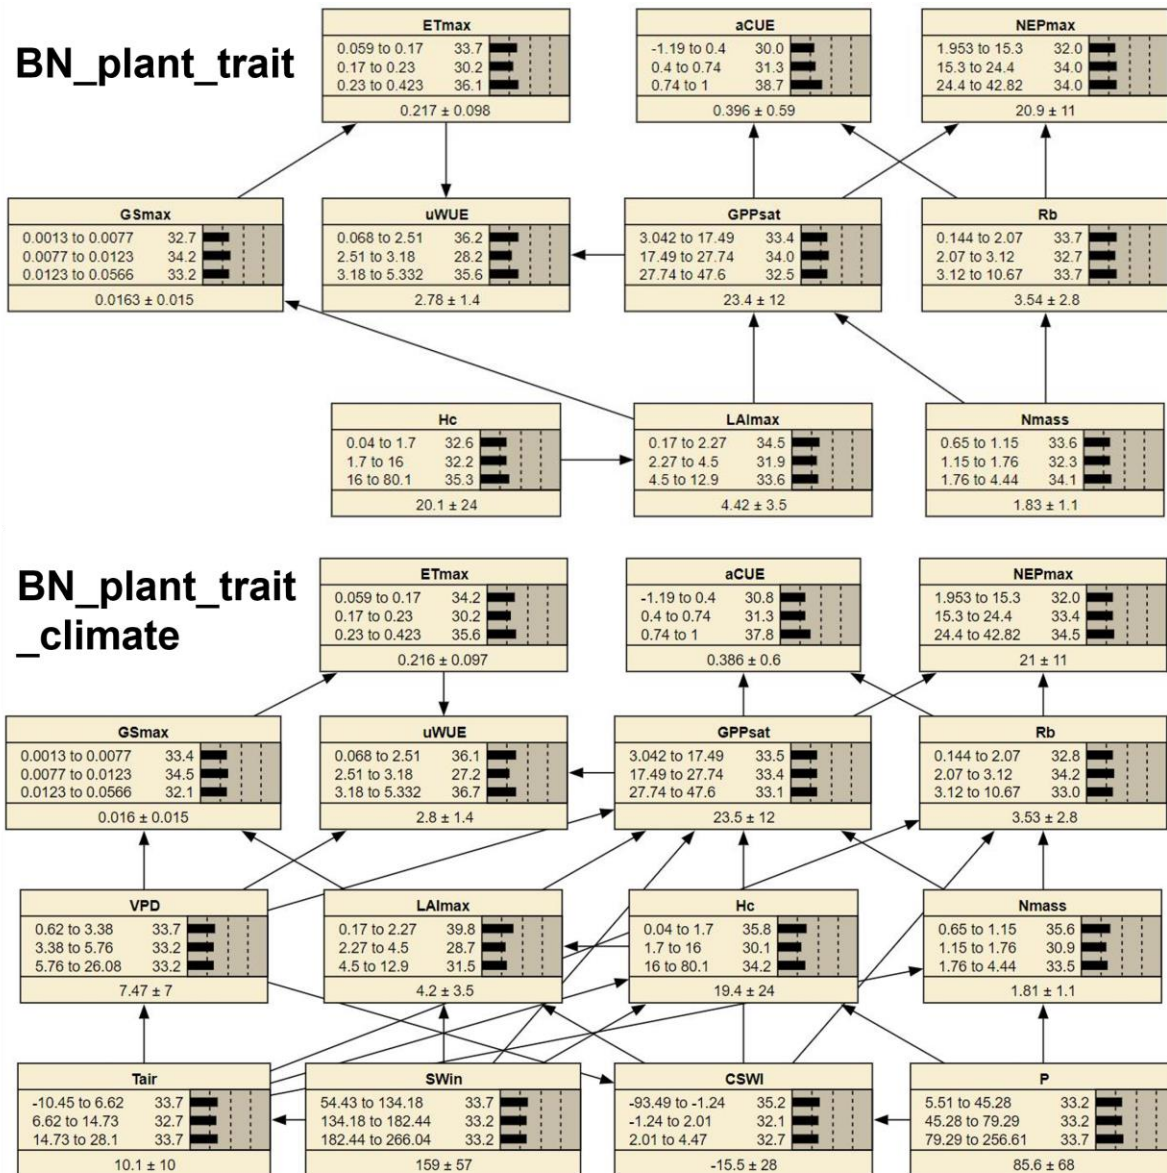 BN_plant_trait
ETmax
0.059 to 0.17 33.7
0.17 to 0.23 30.2
0.23 to 0.423 36.1
0.217 ± 0.098
aCUE
-1.19 to 0.4 30.0
0.4 to 0.74 31.3
0.74 to 1 38.7
0.396 ± 0.59
NEPmax
1.953 to 15.3 32.0
15.3 to 24.4 34.0
24.4 to 42.82 34.0
20.9 ± 11
GSmax
0.0013 to 0.0077 32.7
0.0077 to 0.0123 34.2
0.0123 to 0.0566 33.2
0.0163 ± 0.015
uWUE
0.068 to 2.51 36.2
2.51 to 3.18 28.2
3.18 to 5.332 35.6
2.78 ± 1.4
GPPsat
3.042 to 17.49 33.4
17.49 to 27.74 34.0
27.74 to 47.6 32.5
23.4 ± 12
Rb
0.144 to 2.07 33.7
2.07 to 3.12 32.7
3.12 to 10.67 33.7
3.54 ± 2.8
Hc
0.04 to 1.7 32.6
1.7 to 16 32.2
16 to 80.1 35.3
20.1 ± 24
LAImax
0.17 to 2.27 34.5
2.27 to 4.5 31.9
4.5 to 12.9 33.6
4.42 ± 3.5
Nmass
0.65 to 1.15 33.6
1.15 to 1.76 32.3
1.76 to 4.44 34.1
1.83 ± 1.1
BN_plant_trait
_climate
ETmax
0.059 to 0.17 34.2
0.17 to 0.23 30.2
0.23 to 0.423 35.6
0.216 ± 0.097
aCUE
-1.19 to 0.4 30.8
0.4 to 0.74 31.3
0.74 to 1 37.8
0.386 ± 0.6
NEPmax
1.953 to 15.3 32.0
15.3 to 24.4 33.4
24.4 to 42.82 34.5
21 ± 11
GSmax
0.0013 to 0.0077 33.4
0.0077 to 0.0123 34.5
0.0123 to 0.0566 32.1
0.016 ± 0.015
uWUE
0.068 to 2.51 36.1
2.51 to 3.18 27.2
3.18 to 5.332 36.7
2.8 ± 1.4
GPPsat
3.042 to 17.49 33.5
17.49 to 27.74 33.4
27.74 to 47.6 33.1
23.5 ± 12
Rb
0.144 to 2.07 32.8
2.07 to 3.12 34.2
3.12 to 10.67 33.0
3.53 ± 2.8
VPD
0.62 to 3.38 33.7
3.38 to 5.76 33.2
5.76 to 26.08 33.2
7.47 ± 7
LAImax
0.17 to 2.27 39.8
2.27 to 4.5 28.7
4.5 to 12.9 31.5
4.2 ± 3.5
Hc
0.04 to 1.7 35.8
1.7 to 16 30.1
16 to 80.1 34.2
19.4 ± 24
Nmass
0.65 to 1.15 35.6
1.15 to 1.76 30.9
1.76 to 4.44 33.5
1.81 ± 1.1
Tair
-10.45 to 6.62 33.7
6.62 to 14.73 32.7
14.73 to 28.1 33.7
10.1 ± 10
SWin
54.43 to 134.18 33.7
134.18 to 182.44 33.2
182.44 to 266.04 33.2
159 ± 57
CSWI
-93.49 to -1.24 35.2
-1.24 to 2.01 32.1
2.01 to 4.47 32.7
-15.5 ± 28
P
5.51 to 45.28 33.2
45.28 to 79.29 33.2
79.29 to 256.61 33.7
85.6 ± 68